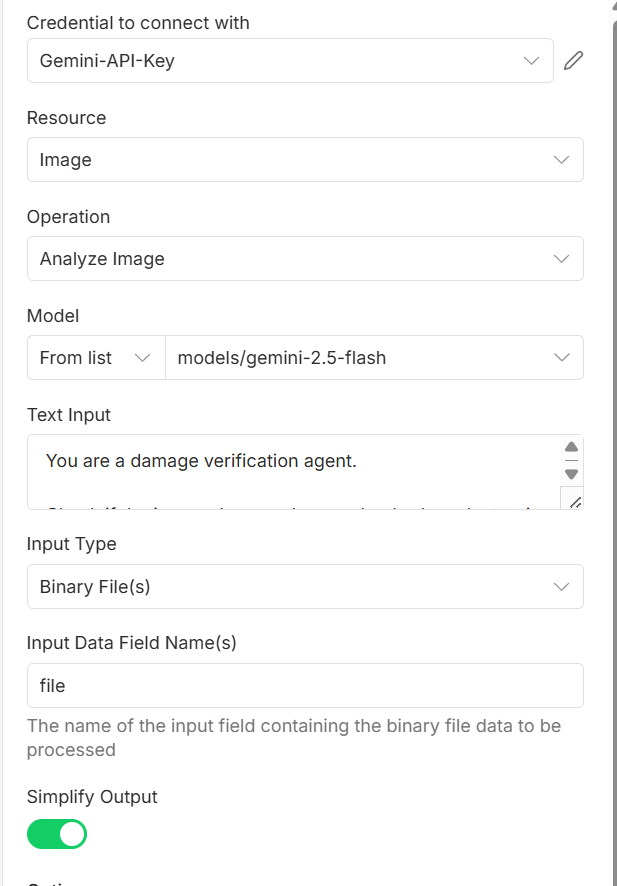 Credential to connect with
Gemini-API-Key
Resource
Image
Operation
Analyze Image
Model
From list models/gemini-2.5-flash
Text Input
You are a damage verification agent.
Input Type
Binary File(s)
Input Data Field Name(s)
file
The name of the input field containing the binary file data to be
processed
Simplify Output